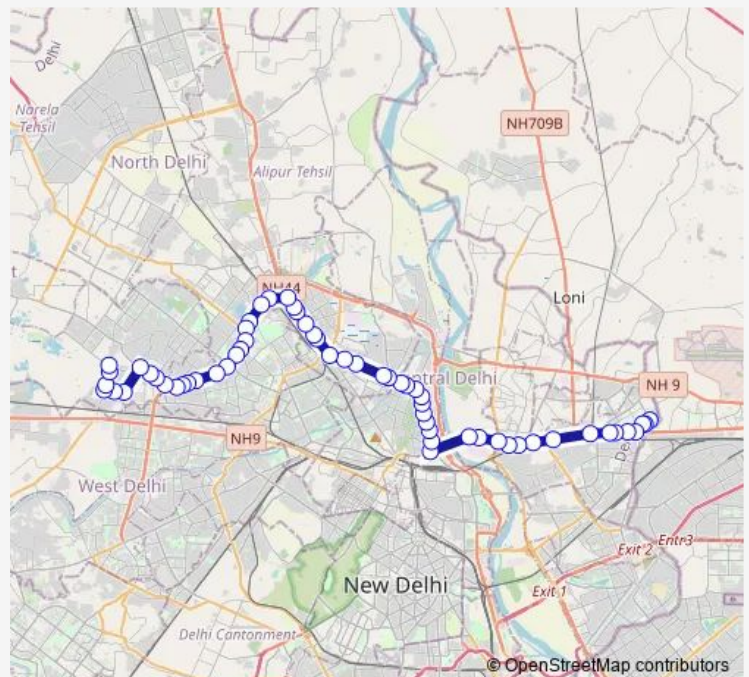 Delhi
Narela
Tehsil
North Delhi
NH709B
Alipur Tehsil
NH44
Loni
entral Delhi
NH 9
NH9
West Delhi
Entr3
Exit 2
New Delhi
Exit 1
Delhi Cantonment
© OpenStreetMap contributors